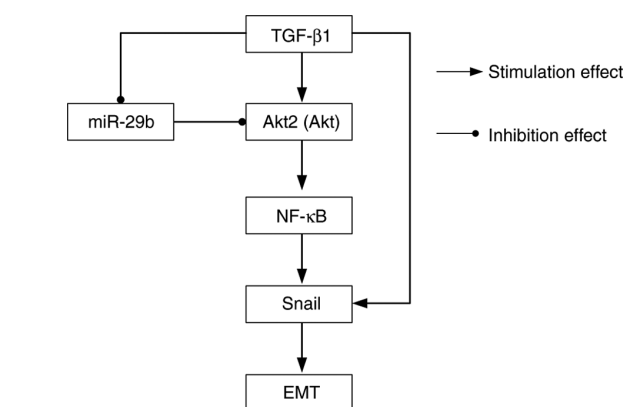 TGF-β1
Stimulation effect
miR-29b
Akt2 (Akt)
Inhibition effect
NF-κB
Snail
EMT